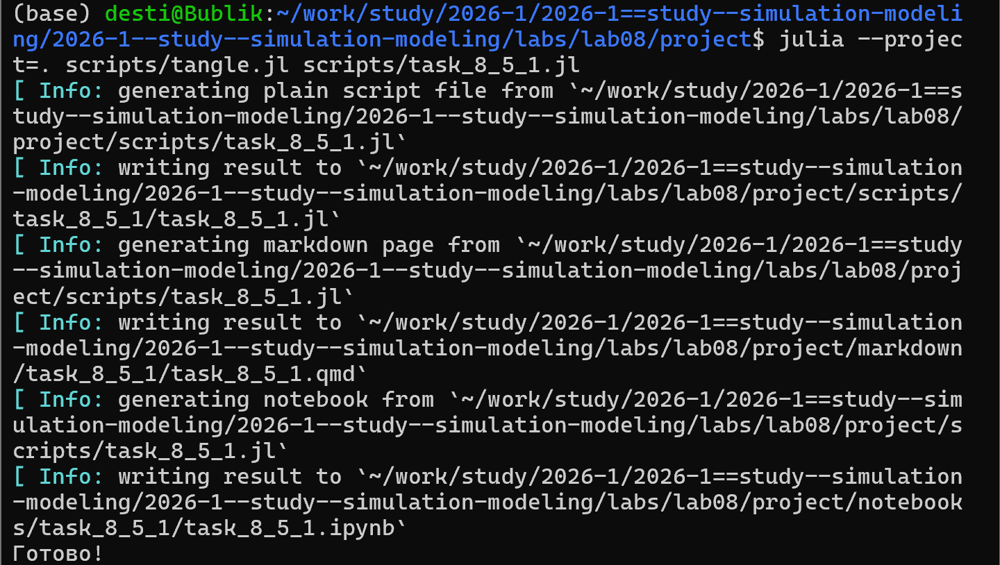 (base) desti@Bublik:~/work/study/2026-1/2026-1==study--simulation-modeli
ng/2026-1--study--simulation-modeling/labs/lab08/project$ julia --projec
t=. scripts/tangle.jl scripts/task_8_5_1.jl
[ Info: generating plain script file from `~/work/study/2026-1/2026-1==s
tudy--simulation-modeling/2026-1--study--simulation-modeling/labs/lab08/
project/scripts/task_8_5_1.jl`
[ Info: writing result to `~/work/study/2026-1/2026-1==study--simulation
-modeling/2026-1--study--simulation-modeling/labs/lab08/project/scripts/
task_8_5_1/task_8_5_1.jl`
[ Info: generating markdown page from `~/work/study/2026-1/2026-1==study
--simulation-modeling/2026-1--study--simulation-modeling/labs/lab08/proj
ect/scripts/task_8_5_1.jl`
[ Info: writing result to `~/work/study/2026-1/2026-1==study--simulation
-modeling/2026-1--study--simulation-modeling/labs/lab08/project/markdown
/task_8_5_1/task_8_5_1.qmd`
[ Info: generating notebook from `~/work/study/2026-1/2026-1==study--sim
ulation-modeling/2026-1--study--simulation-modeling/labs/lab08/project/s
cripts/task_8_5_1.jl`
[ Info: writing result to `~/work/study/2026-1/2026-1==study--simulation
-modeling/2026-1--study--simulation-modeling/labs/lab08/project/notebook
s/task_8_5_1/task_8_5_1.ipynb`
Готово!